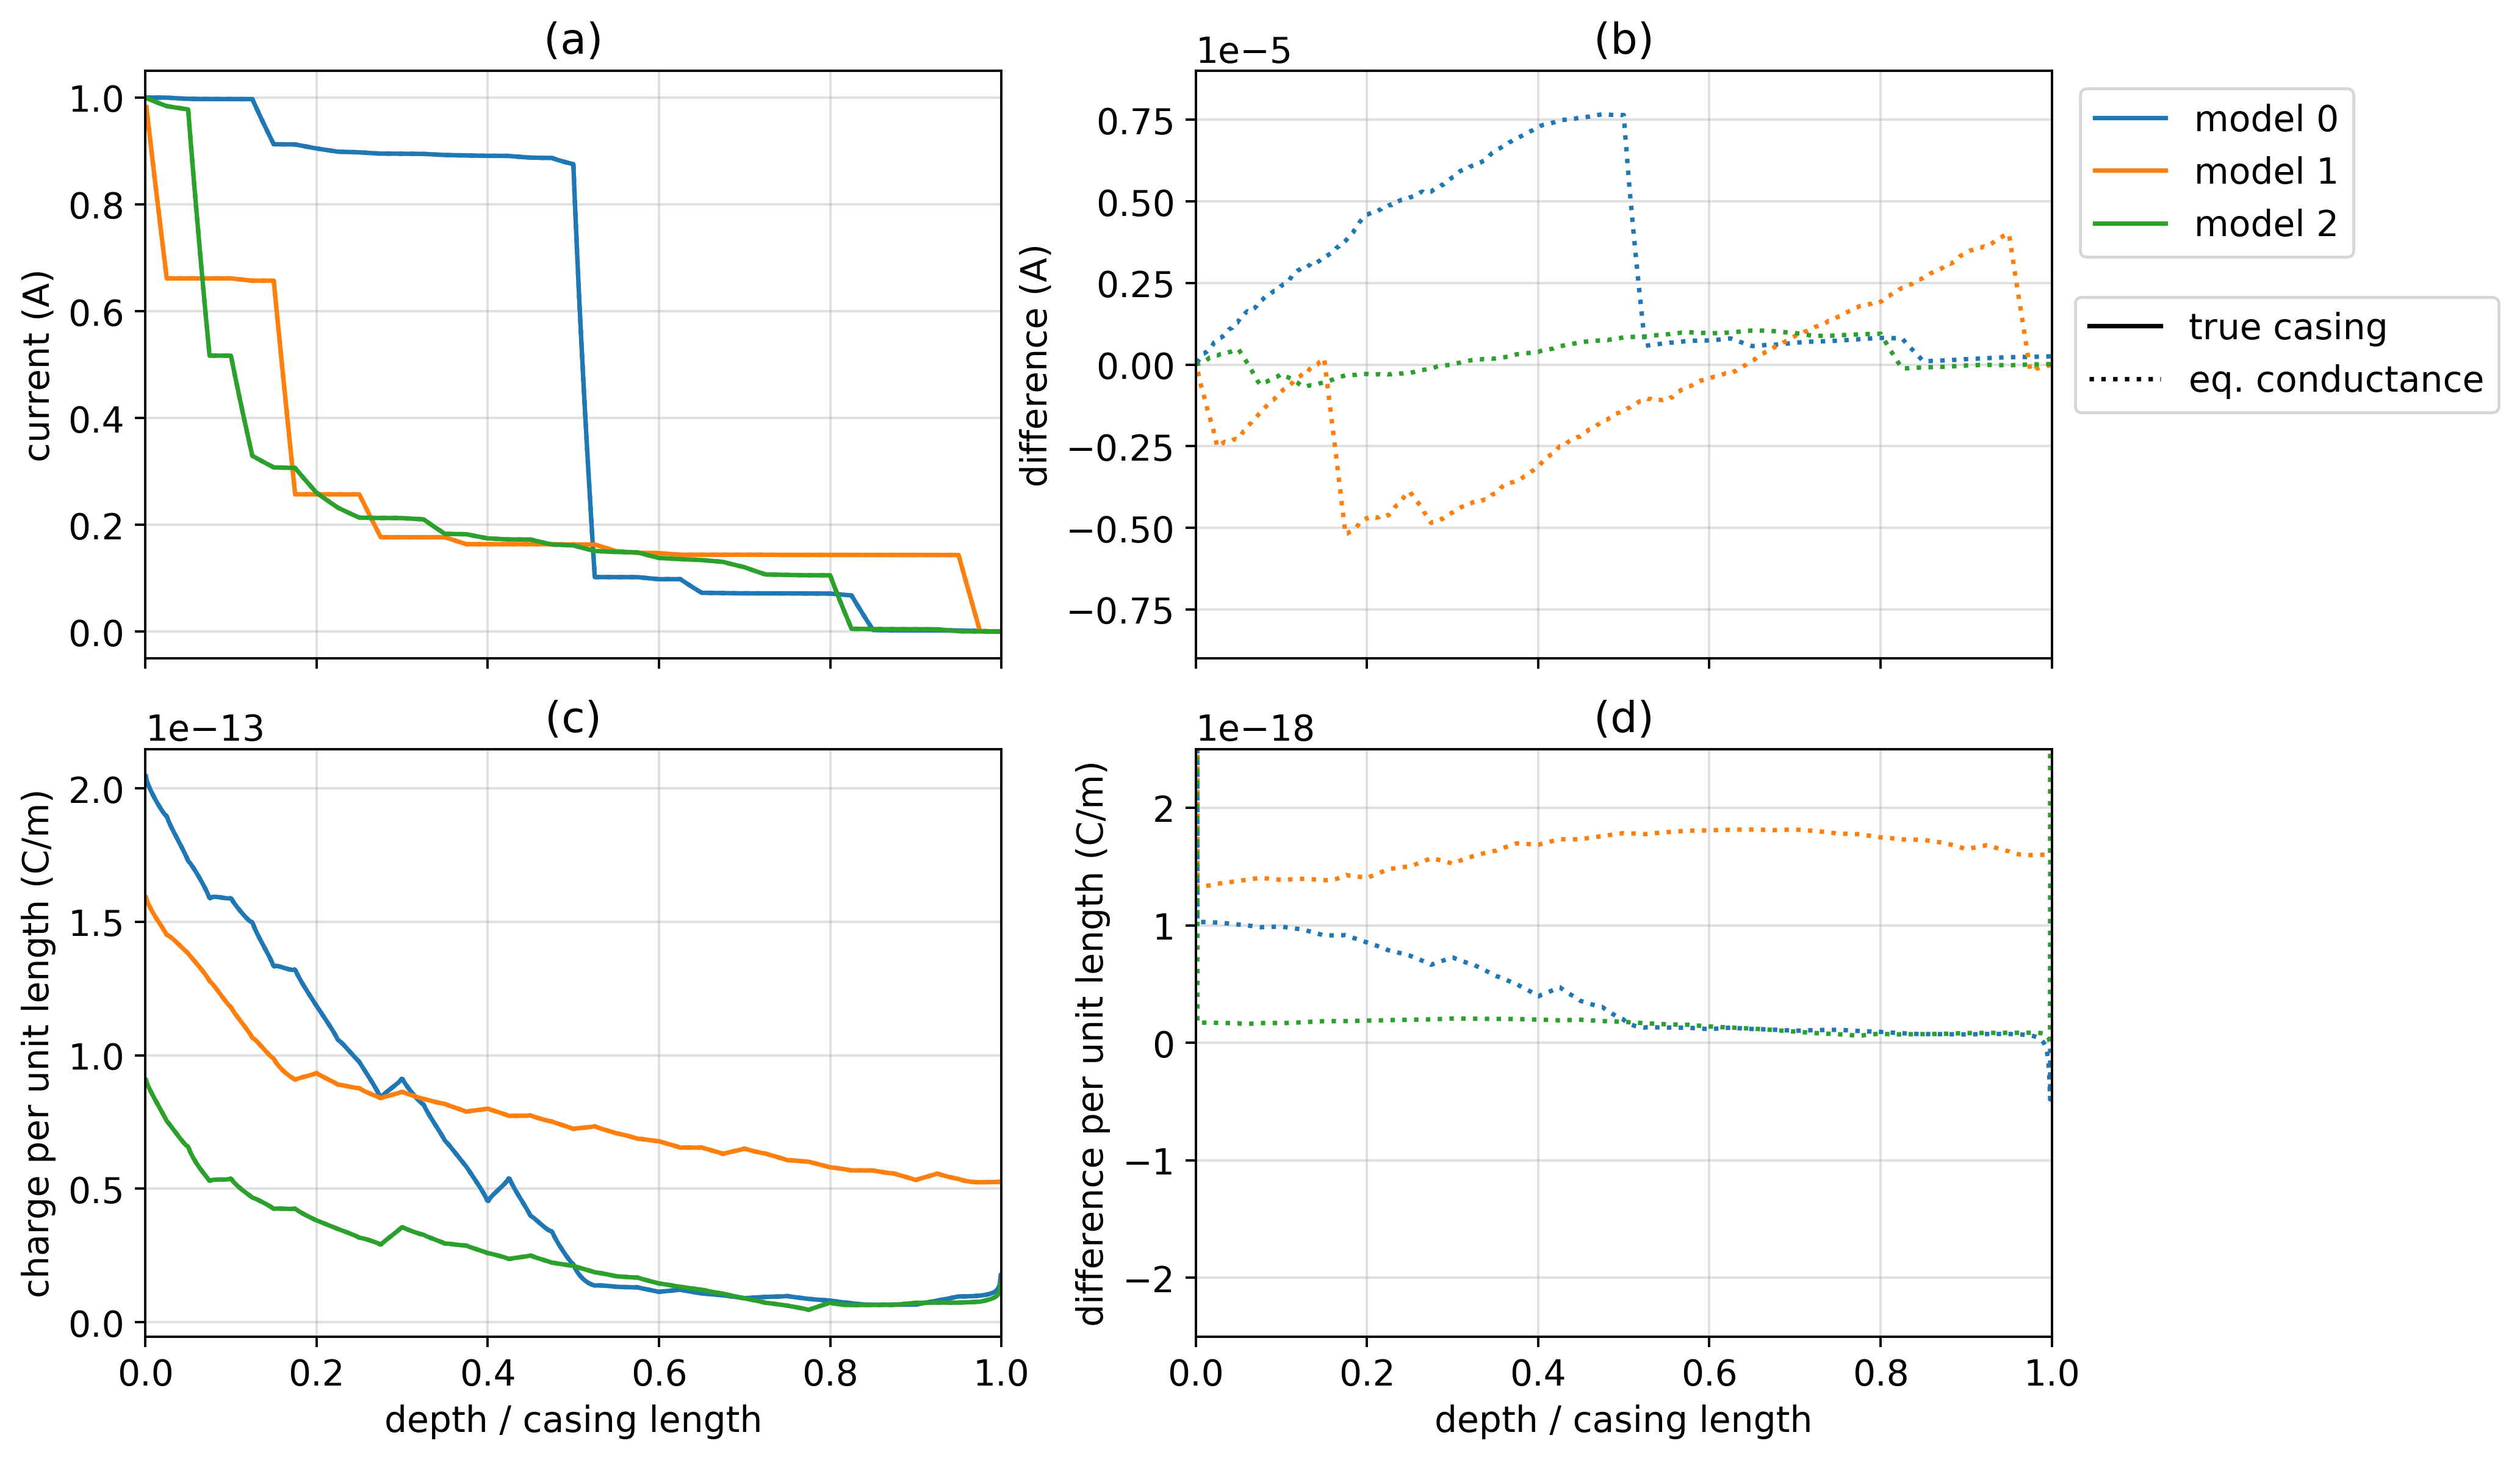 (a)
1.0
0.8
0.6
0.4
0.2
0.0
current (A)
(b)
1e−5
0.75
0.50
0.25
0.00
−0.25
−0.50
−0.75
difference (A)
model 0
model 1
model 2
true casing
eq. conductance
(c)
1e−13
2.0
1.5
1.0
0.5
0.0
charge per unit length (C/m)
0.0 0.2 0.4 0.6 0.8 1.0
depth / casing length
(d)
1e−18
2
1
0
−1
−2
difference per unit length (C/m)
0.0 0.2 0.4 0.6 0.8 1.0
depth / casing length